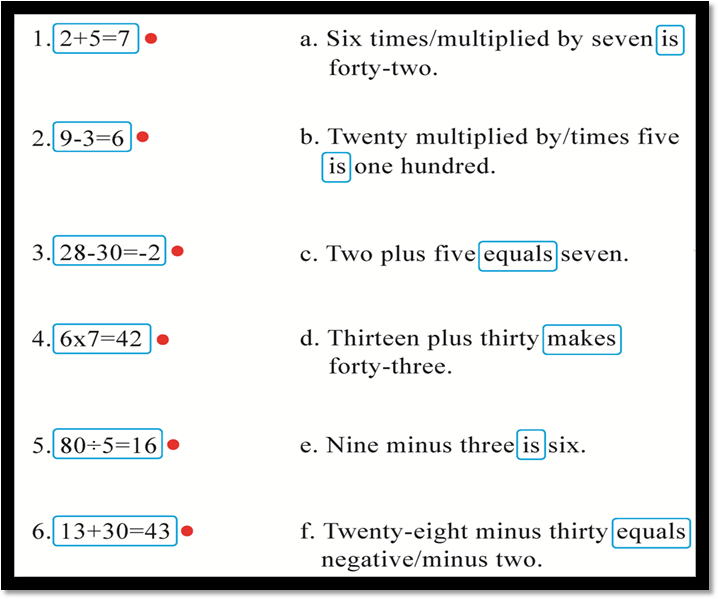 1. 2+5=7
a. Six times/multiplied by seven is
forty-two.
2. 9-3=6
b. Twenty multiplied by/times five
is one hundred.
3. 28-30=-2
c. Two plus five equals seven.
4. 6x7=42
d. Thirteen plus thirty makes
forty-three.
5. 80÷5=16
e. Nine minus three is six.
6. 13+30=43
f. Twenty-eight minus thirty equals
negative/minus two.